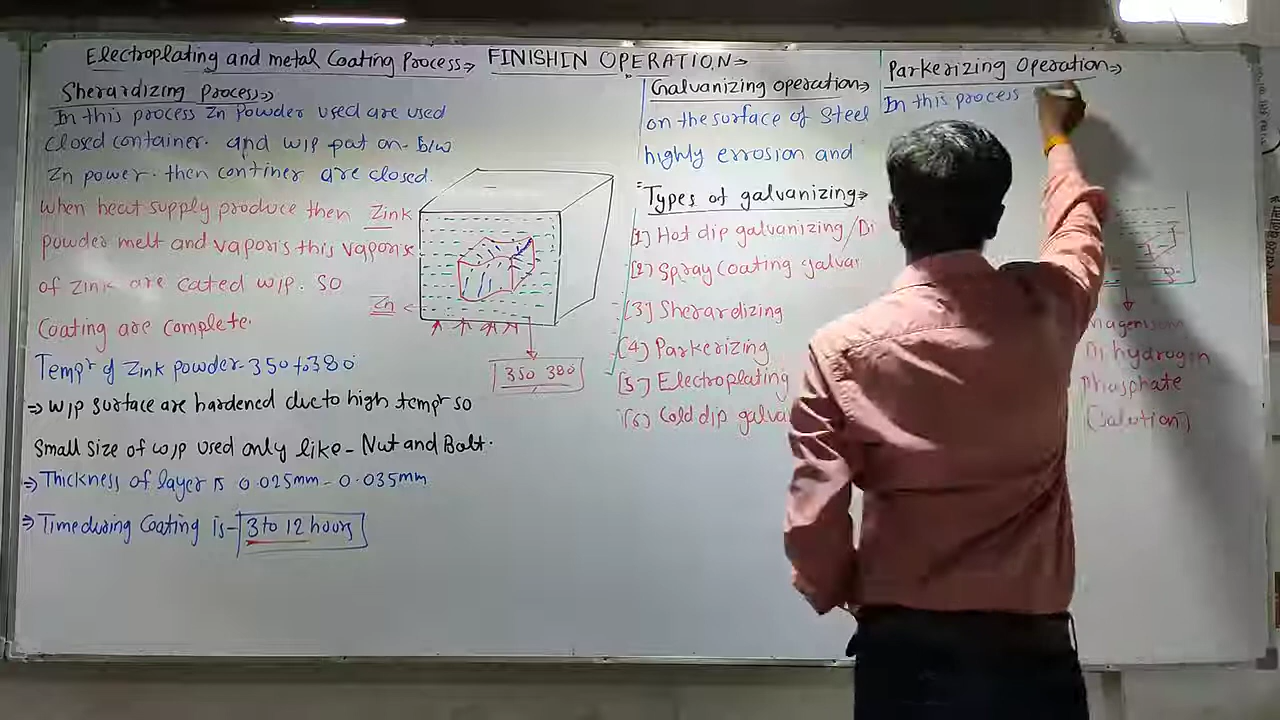 Electroplating and metal Coating Process⇒ FINISHIN OPERATION⇒
Sherardizing Process⇒
In this process Zn Powder used are used
Closed container. and w/p put on- b/w
Zn power. then continer are closed.
when heat supply produce then Zink
powder melt and vaporis this vaporise
of zink are cated w/p. so
Coating are complete.
Zn
350 380
Tempr of Zink powder-350 to 380
⇒ w/p surface are hardened due to high tempr so
Small size of w/p used only like- Nut and Bolt.
⇒ Thickness of layer is 0.025mm-0.035mm
⇒ Time during Coating is- 3 to 12 hours
Galvanizing operation⇒
on the surface of Steel
highly errosion and
Types of galvanizing⇒
[1] Hot dip galvanizing/Di
[2] Spray Coating galvan
[3] Sherardizing
[4] Parkerizing
[5] Electroplating
[6] Cold dip galva
Parkerizing Operation⇒
In this process
magenisum
Di hydrogin
Phosphate
(Salution)